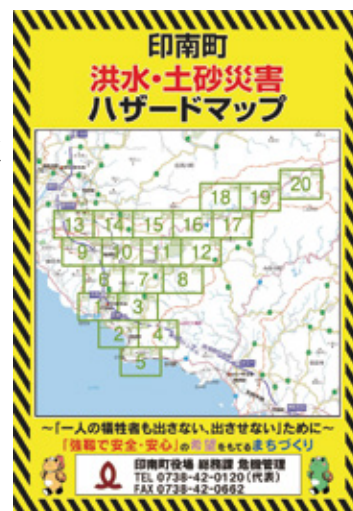 印南町
洪水・土砂災害
ハザードマップ
20
18 19
13 14 15 16 17
9 10 11 12
6 7 8
1 3
2 4
5
～「一人の犠牲者も出さない、出させない」ために～
「強靭で安全・安心」の希望をもてるまちづくり
印南町役場 総務課 危機管理
TEL 0738-42-0120(代表)
FAX 0738-42-0662